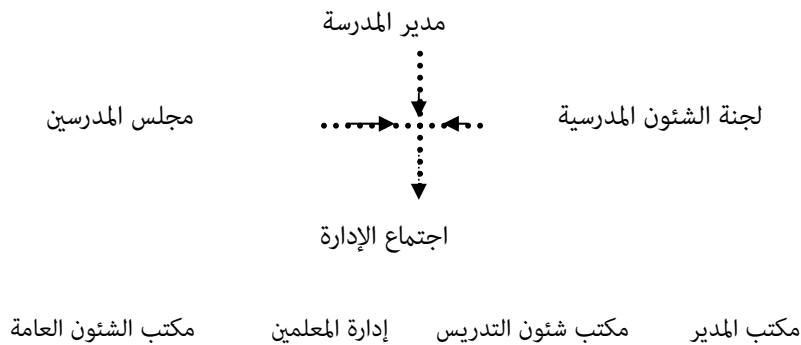 مدير المدرسة
لجنة الشئون المدرسية مجلس المدرسين
اجتماع الإدارة
مكتب المدير مكتب شئون التدريس إدارة المعلمين مكتب الشئون العامة